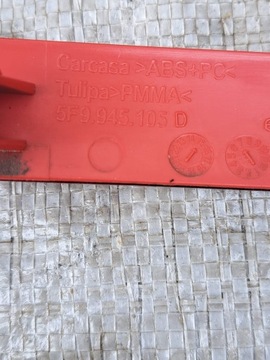 Carcasa >ABS+PC<
Tulipa >PMMA<
5F0.945.105 D